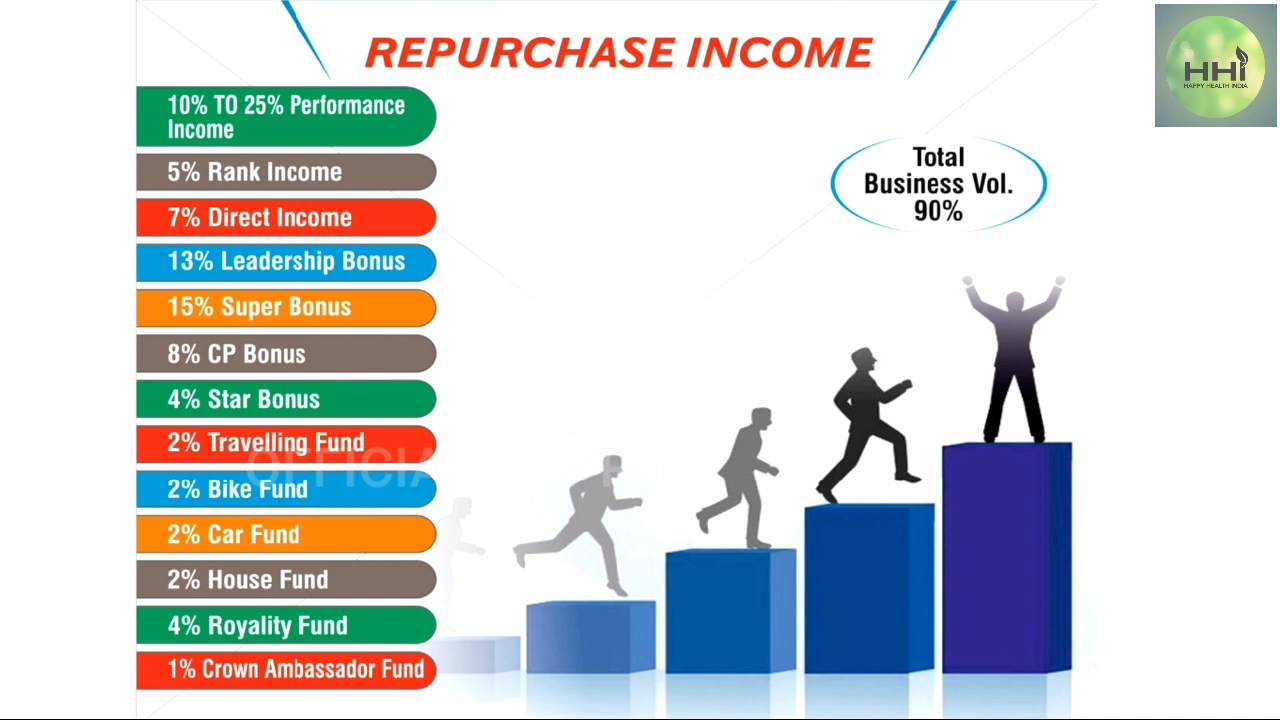 REPURCHASE INCOME
HHi
HAPPY HEALTH INDIA
10% TO 25% Performance
Income
5% Rank Income
7% Direct Income
13% Leadership Bonus
15% Super Bonus
8% CP Bonus
4% Star Bonus
2% Travelling Fund
2% Bike Fund
2% Car Fund
2% House Fund
4% Royality Fund
1% Crown Ambassador Fund
Total
Business Vol.
90%